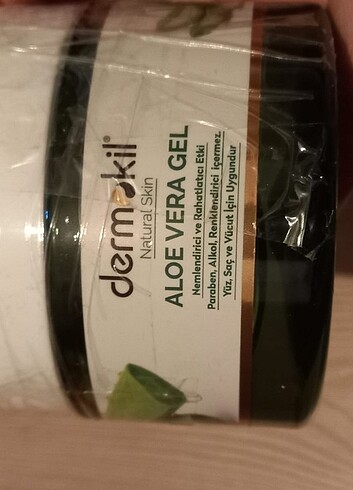 dermokil®
Natural Skin
ALOE VERA GEL
Nemlendirici ve Rahatlatıcı Etki
Paraben, Alkol, Renklendirici içermez.
Yüz, Saç ve Vücut İçin Uygundur